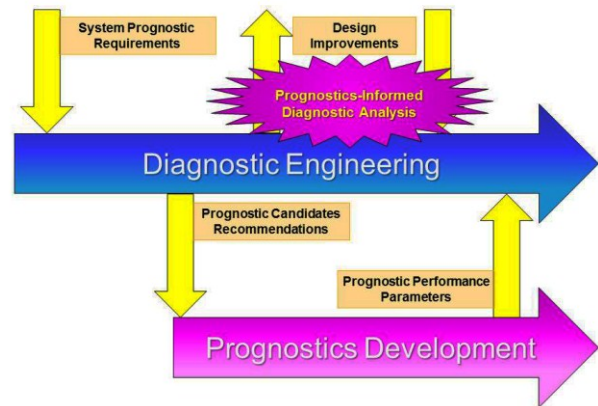 System Prognostic
Requirements
Design
Improvements
Prognostics-Informed
Diagnostic Analysis
Diagnostic Engineering
Prognostic Candidates
Recommendations
Prognostic Performance
Parameters
Prognostics Development